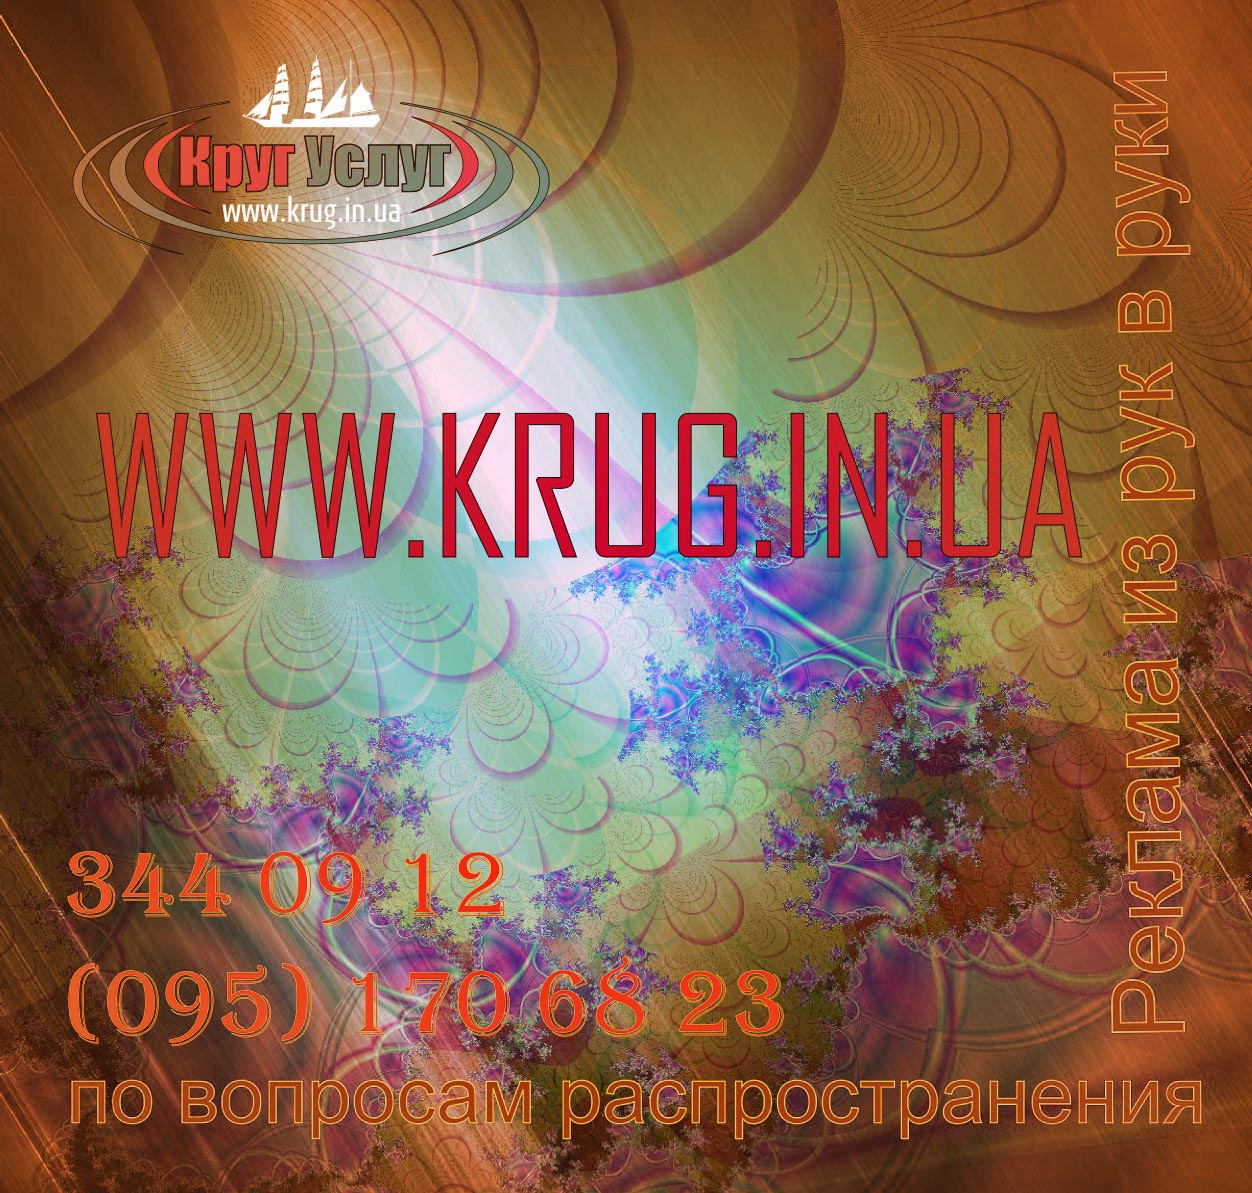 Круг Услуг
www.krug.in.ua
WWW.KRUG.IN.UA
Реклама из рук в руки
344 09 12
(095) 170 68 23
по вопросам распространения